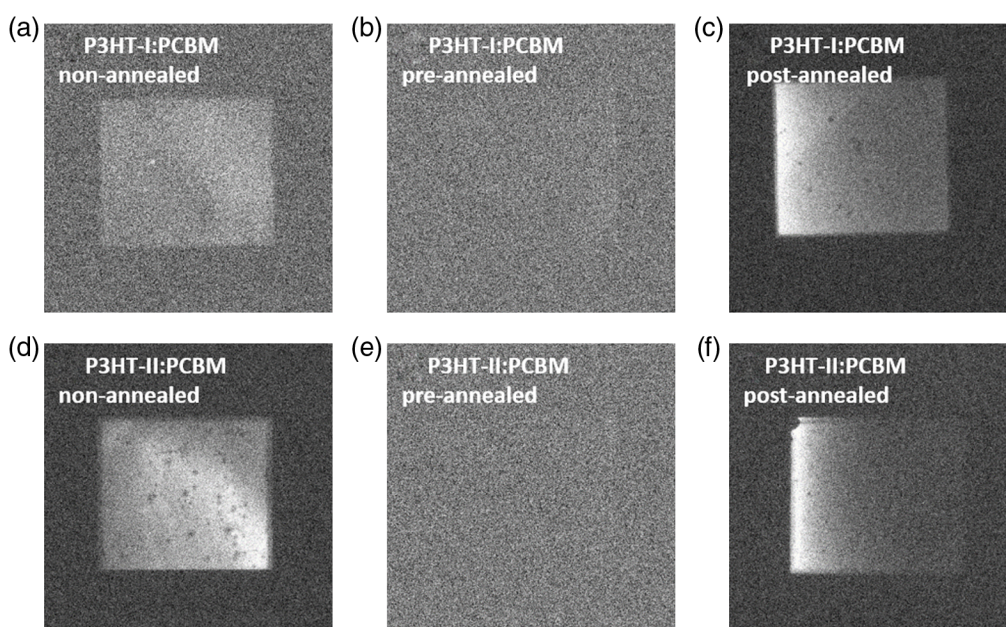 (a)
P3HT-I:PCBM
non-annealed
(b)
P3HT-I:PCBM
pre-annealed
(c)
P3HT-I:PCBM
post-annealed
(d)
P3HT-II:PCBM
non-annealed
(e)
P3HT-II:PCBM
pre-annealed
(f)
P3HT-II:PCBM
post-annealed